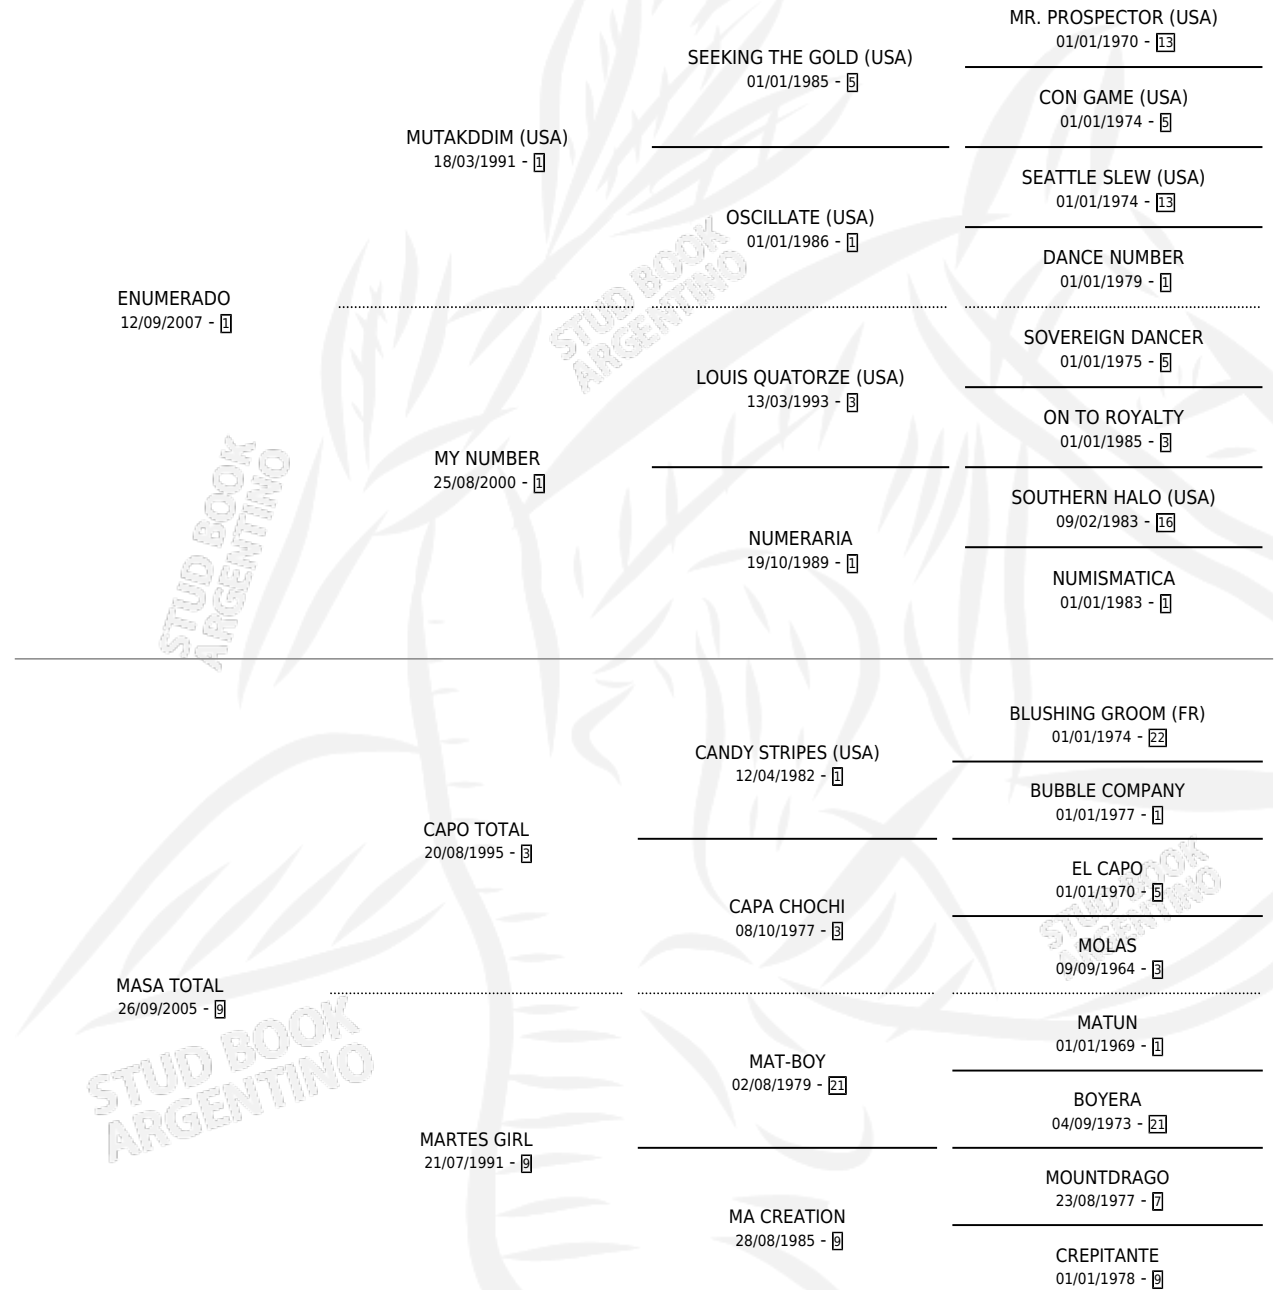 MR. PROSPECTOR (USA)
01/01/1970 - 13
SEEKING THE GOLD (USA)
01/01/1985 - 5
CON GAME (USA)
01/01/1974 - 5
MUTAKDDIM (USA)
18/03/1991 - 1
SEATTLE SLEW (USA)
01/01/1974 - 13
OSCILLATE (USA)
01/01/1986 - 1
DANCE NUMBER
01/01/1979 - 1
ENUMERADO
12/09/2007 - 1
SOVEREIGN DANCER
01/01/1975 - 5
LOUIS QUATORZE (USA)
13/03/1993 - 3
ON TO ROYALTY
01/01/1985 - 3
MY NUMBER
25/08/2000 - 1
SOUTHERN HALO (USA)
09/02/1983 - 16
NUMERARIA
19/10/1989 - 1
NUMISMATICA
01/01/1983 - 1
BLUSHING GROOM (FR)
01/01/1974 - 22
CANDY STRIPES (USA)
12/04/1982 - 1
BUBBLE COMPANY
01/01/1977 - 1
CAPO TOTAL
20/08/1995 - 3
EL CAPO
01/01/1970 - 5
CAPA CHOCHI
08/10/1977 - 3
MOLAS
09/09/1964 - 3
MASA TOTAL
26/09/2005 - 9
MATUN
01/01/1969 - 1
MAT-BOY
02/08/1979 - 21
BOYERA
04/09/1973 - 21
MARTES GIRL
21/07/1991 - 9
MOUNTDRAGO
23/08/1977 - 7
MA CREATION
28/08/1985 - 9
CREPITANTE
01/01/1978 - 9
STUD BOOK
ARGENTINO
STUD BOOK
ARGENTINO
STUD BOOK
ARGENTINO
STUD BOOK
ARGENTINO